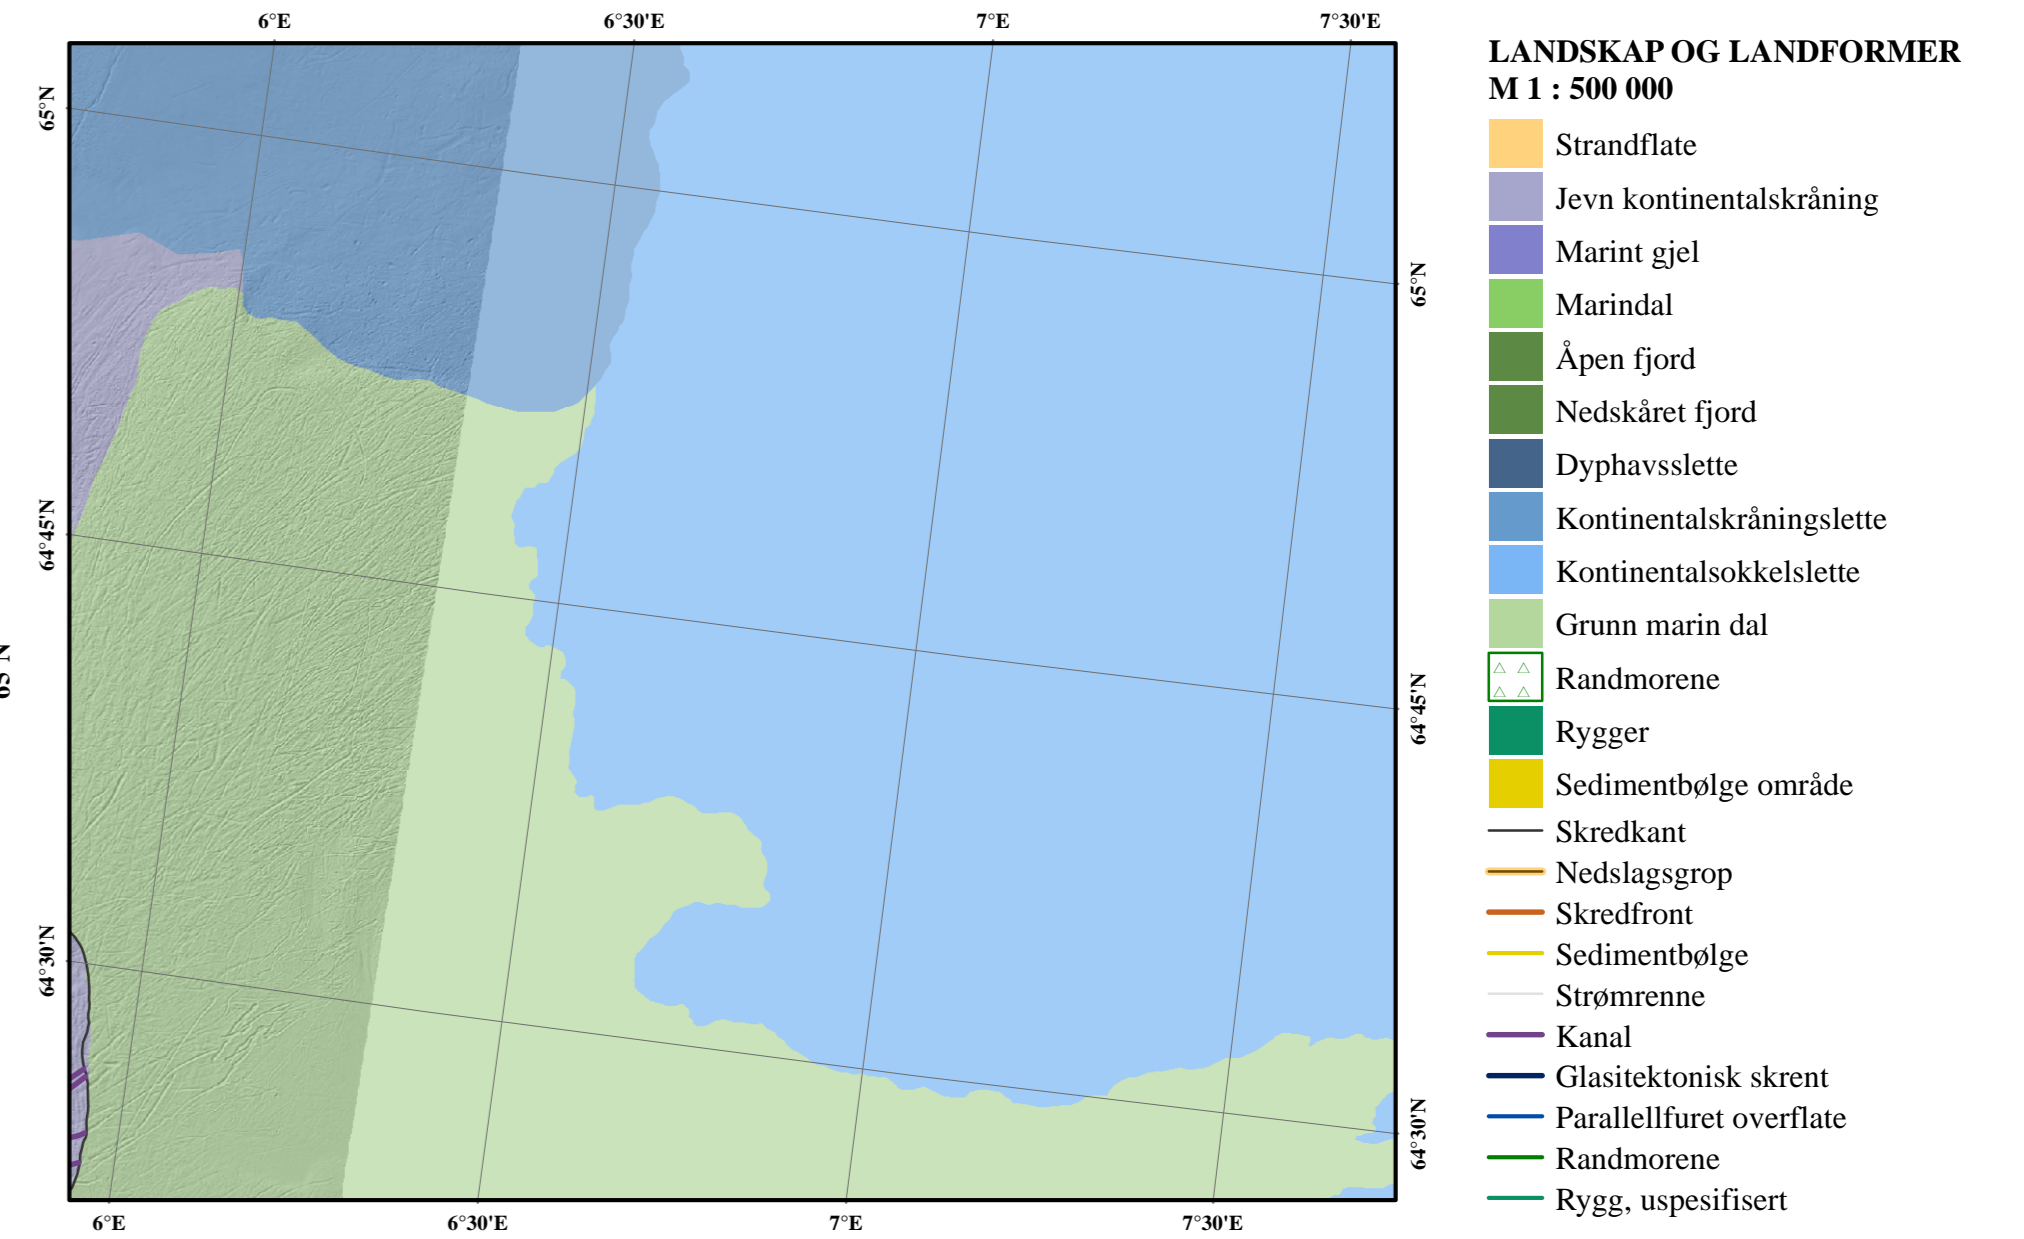 6°E
6°30'E
7°E
7°30'E
65°N
64°45'N
64°30'N
65°N
65°N
64°45'N
64°30'N
6°E
6°30'E
7°E
7°30'E
LANDSKAP OG LANDFORMER
M 1 : 500 000
Strandflate
Jevn kontinentalskråning
Marint gjel
Marindal
Åpen fjord
Nedskåret fjord
Dyphavsslette
Kontinentalskråningslette
Kontinentalsokkelslette
Grunn marin dal
Randmorene
Rygger
Sedimentbølge område
Skredkant
Nedslagsgrop
Skredfront
Sedimentbølge
Strømrenne
Kanal
Glasitektonisk skrent
Parallellfuret overflate
Randmorene
Rygg, uspesifisert